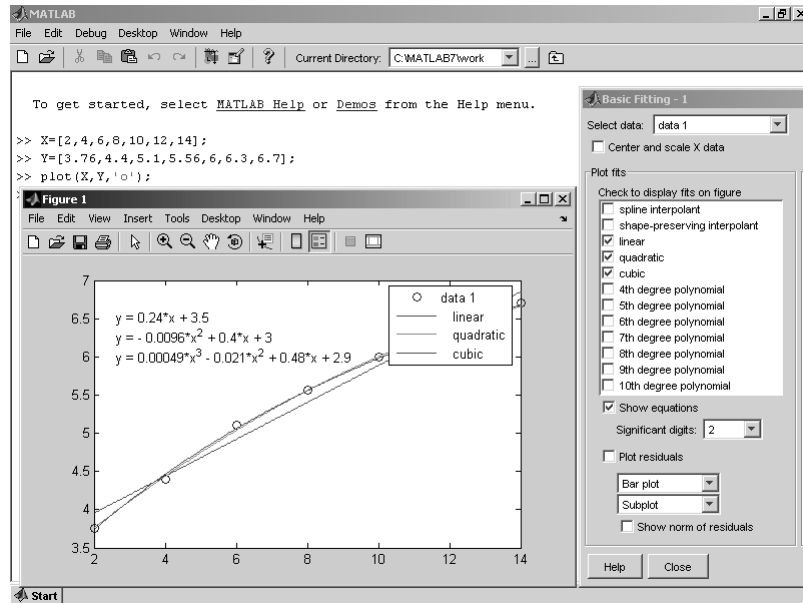 MATLAB
File Edit Debug Desktop Window Help
Current Directory: C:\MATLAB7\work ...
To get started, select MATLAB Help or Demos from the Help menu.
>> X=[2,4,6,8,10,12,14];
>> Y=[3.76,4.4,5.1,5.56,6,6.3,6.7];
>> plot(X,Y,'o');
Figure 1
File Edit View Insert Tools Desktop Window Help
7
6.5
6
5.5
5
4.5
4
3.5
2 4 6 8 10 12 14
y = 0.24*x + 3.5
y = - 0.0096*x² + 0.4*x + 3
y = 0.00049*x³ - 0.021*x² + 0.48*x + 2.9
data 1
linear
quadratic
cubic
Basic Fitting - 1
Select data: data 1
Center and scale X data
Plot fits
Check to display fits on figure
spline interpolant
shape-preserving interpolant
linear
quadratic
cubic
4th degree polynomial
5th degree polynomial
6th degree polynomial
7th degree polynomial
8th degree polynomial
9th degree polynomial
10th degree polynomial
Show equations
Significant digits: 2
Plot residuals
Bar plot
Subplot
Show norm of residuals
Help Close
Start